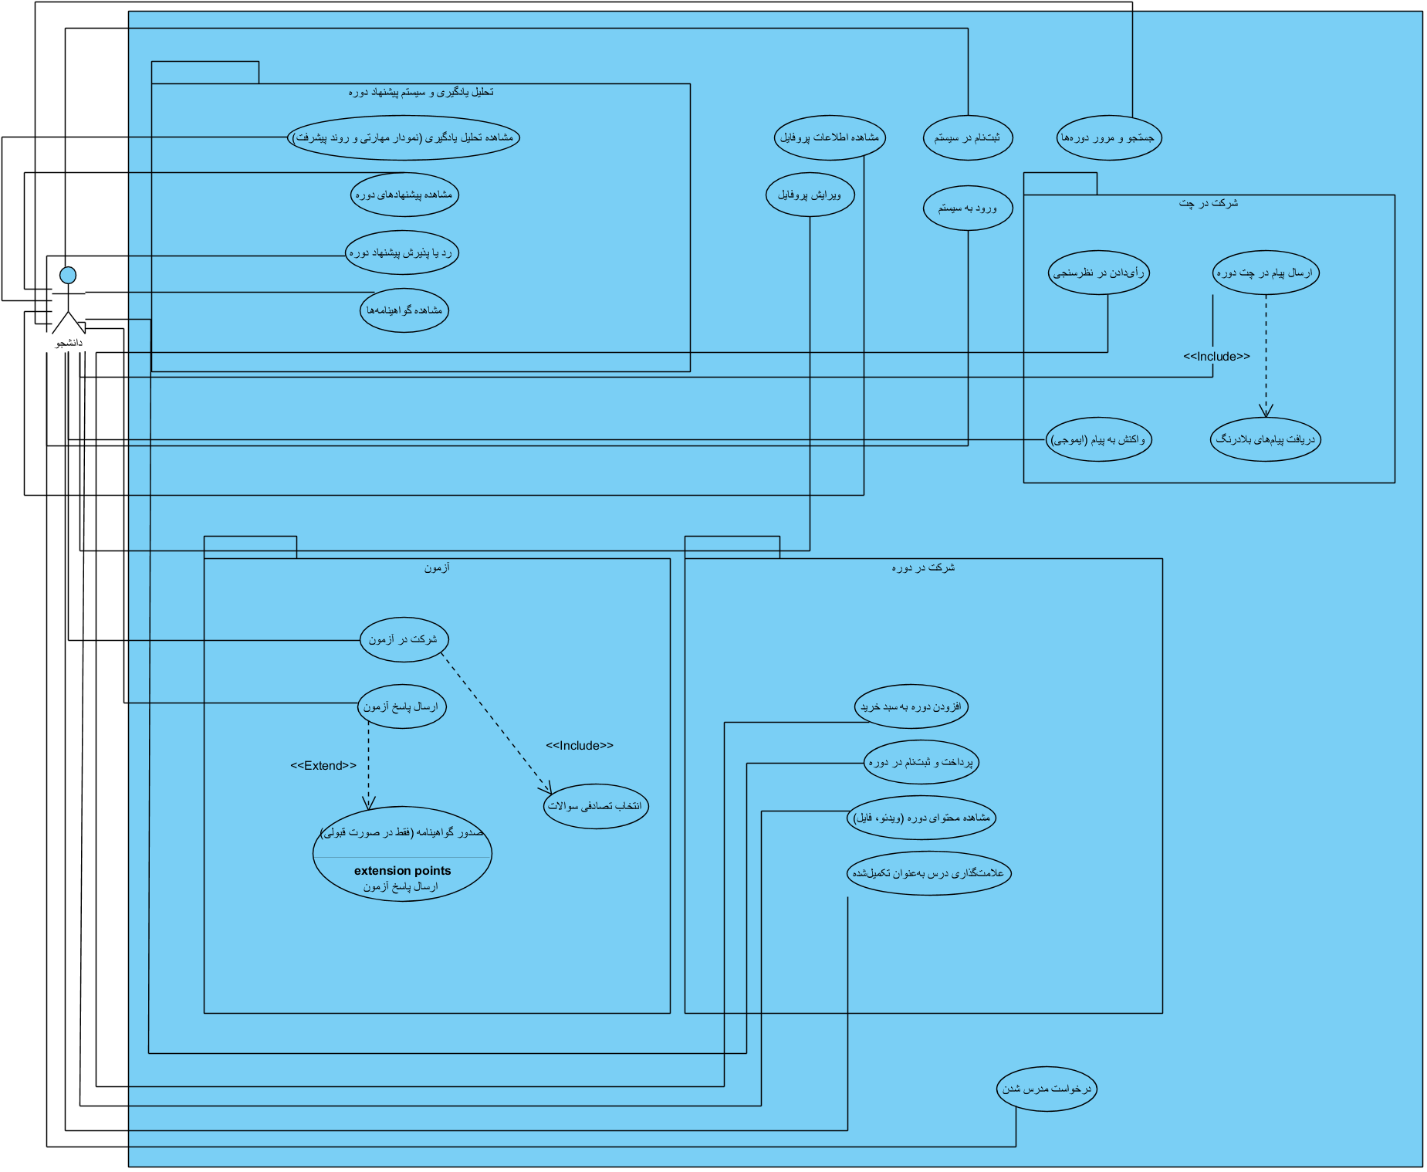 تحلیل یادگیری و سیستم پیشنهاد دوره
مشاهده تحلیل یادگیری (نمودار مهارتی و روند پیشرفت)
مشاهده پیشنهادهای دوره
رد یا پذیرش پیشنهاد دوره
مشاهده گواهینامه‌ها
مشاهده اطلاعات پروفایل
ویرایش پروفایل
ثبت‌نام در سیستم
ورود به سیستم
جستجو و مرور دوره‌ها
شرکت در چت
رأی‌دادن در نظرسنجی
ارسال پیام در چت دوره
<<Include>>
واکنش به پیام (ایموجی)
دریافت پیام‌های بلادرنگ
دانشجو
آزمون
شرکت در آزمون
ارسال پاسخ آزمون
<<Include>>
<<Extend>>
انتخاب تصادفی سوالات
صدور گواهینامه (فقط در صورت قبولی)
extension points
ارسال پاسخ آزمون
شرکت در دوره
افزودن دوره به سبد خرید
پرداخت و ثبت‌نام در دوره
مشاهده محتوای دوره (ویدئو، فایل)
علامت‌گذاری درس به‌عنوان تکمیل‌شده
درخواست مدرس شدن